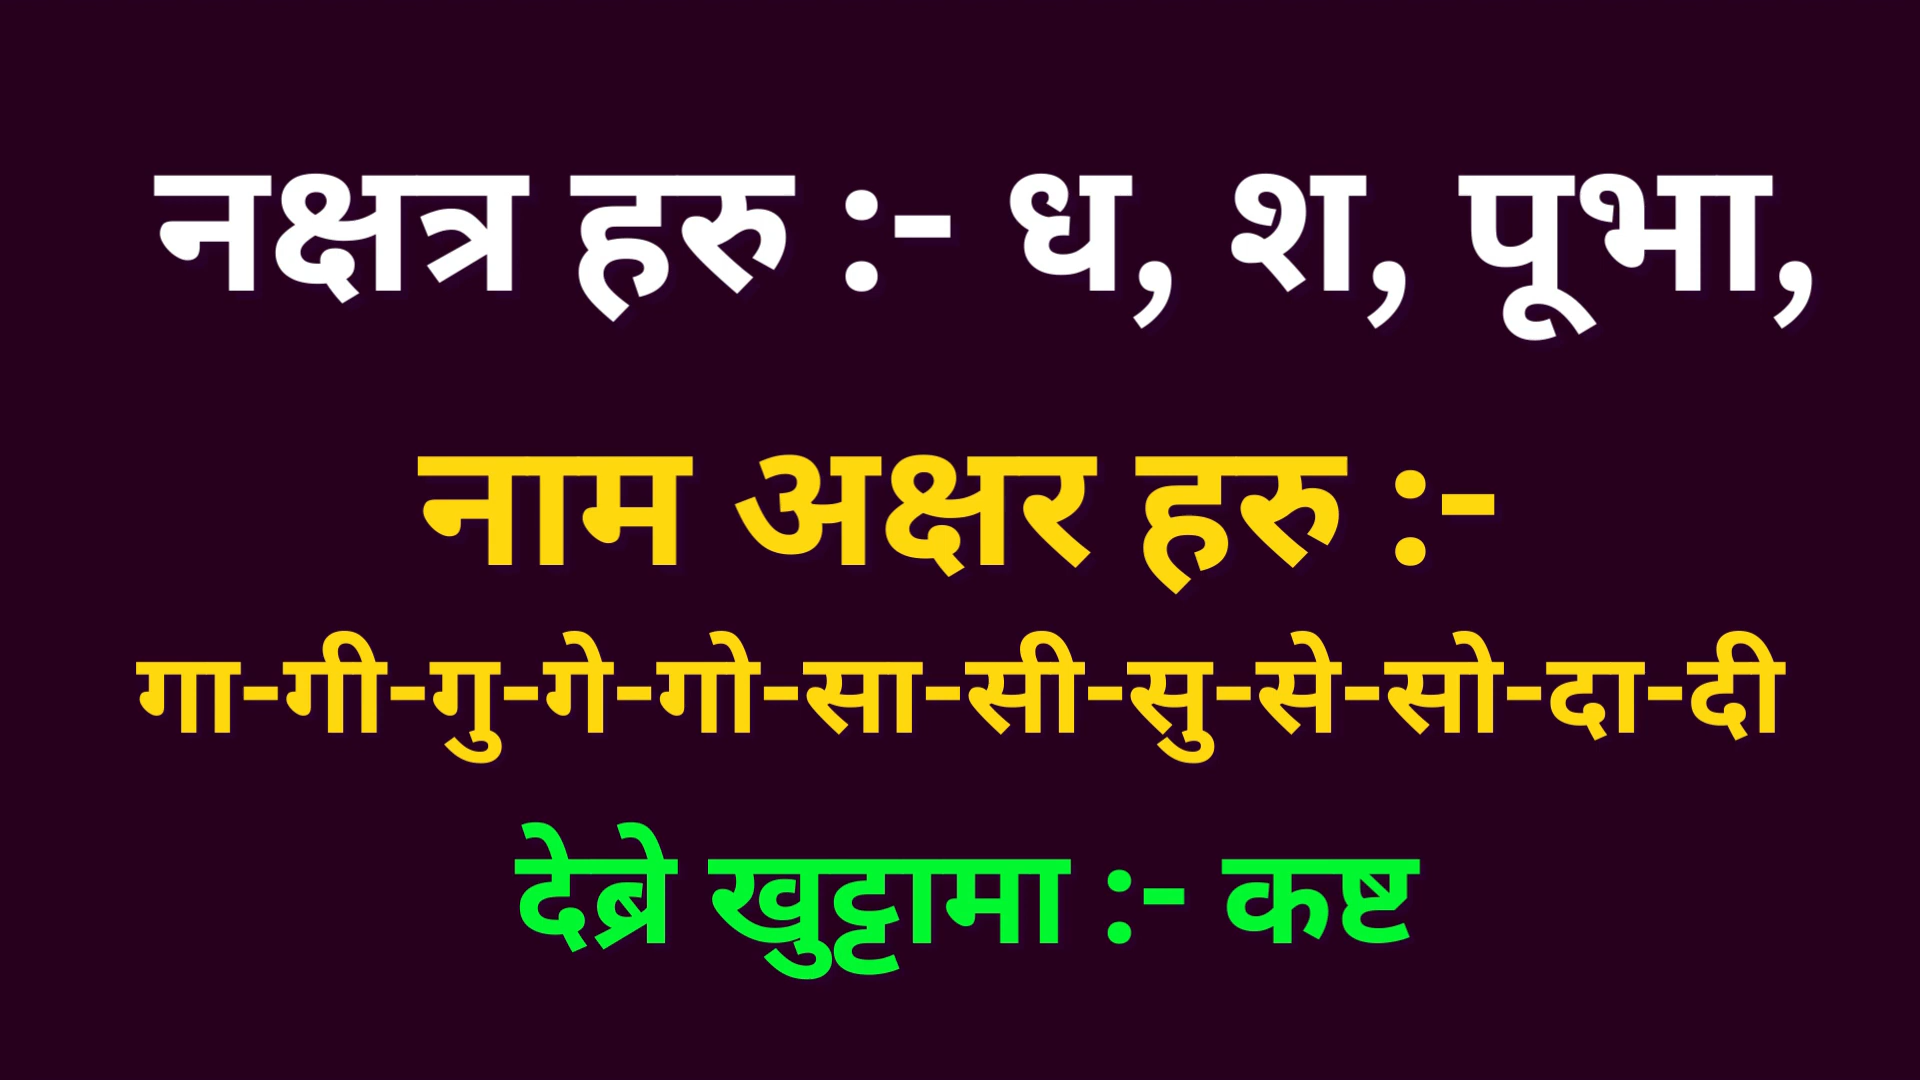 नक्षत्र हरु :- ध, श, पूभा,
नाम अक्षर हरु :-
गा-गी-गु-गे-गो-सा-सी-सु-से-सो-दा-दी
देब्रे खुट्टामा :- कष्ट